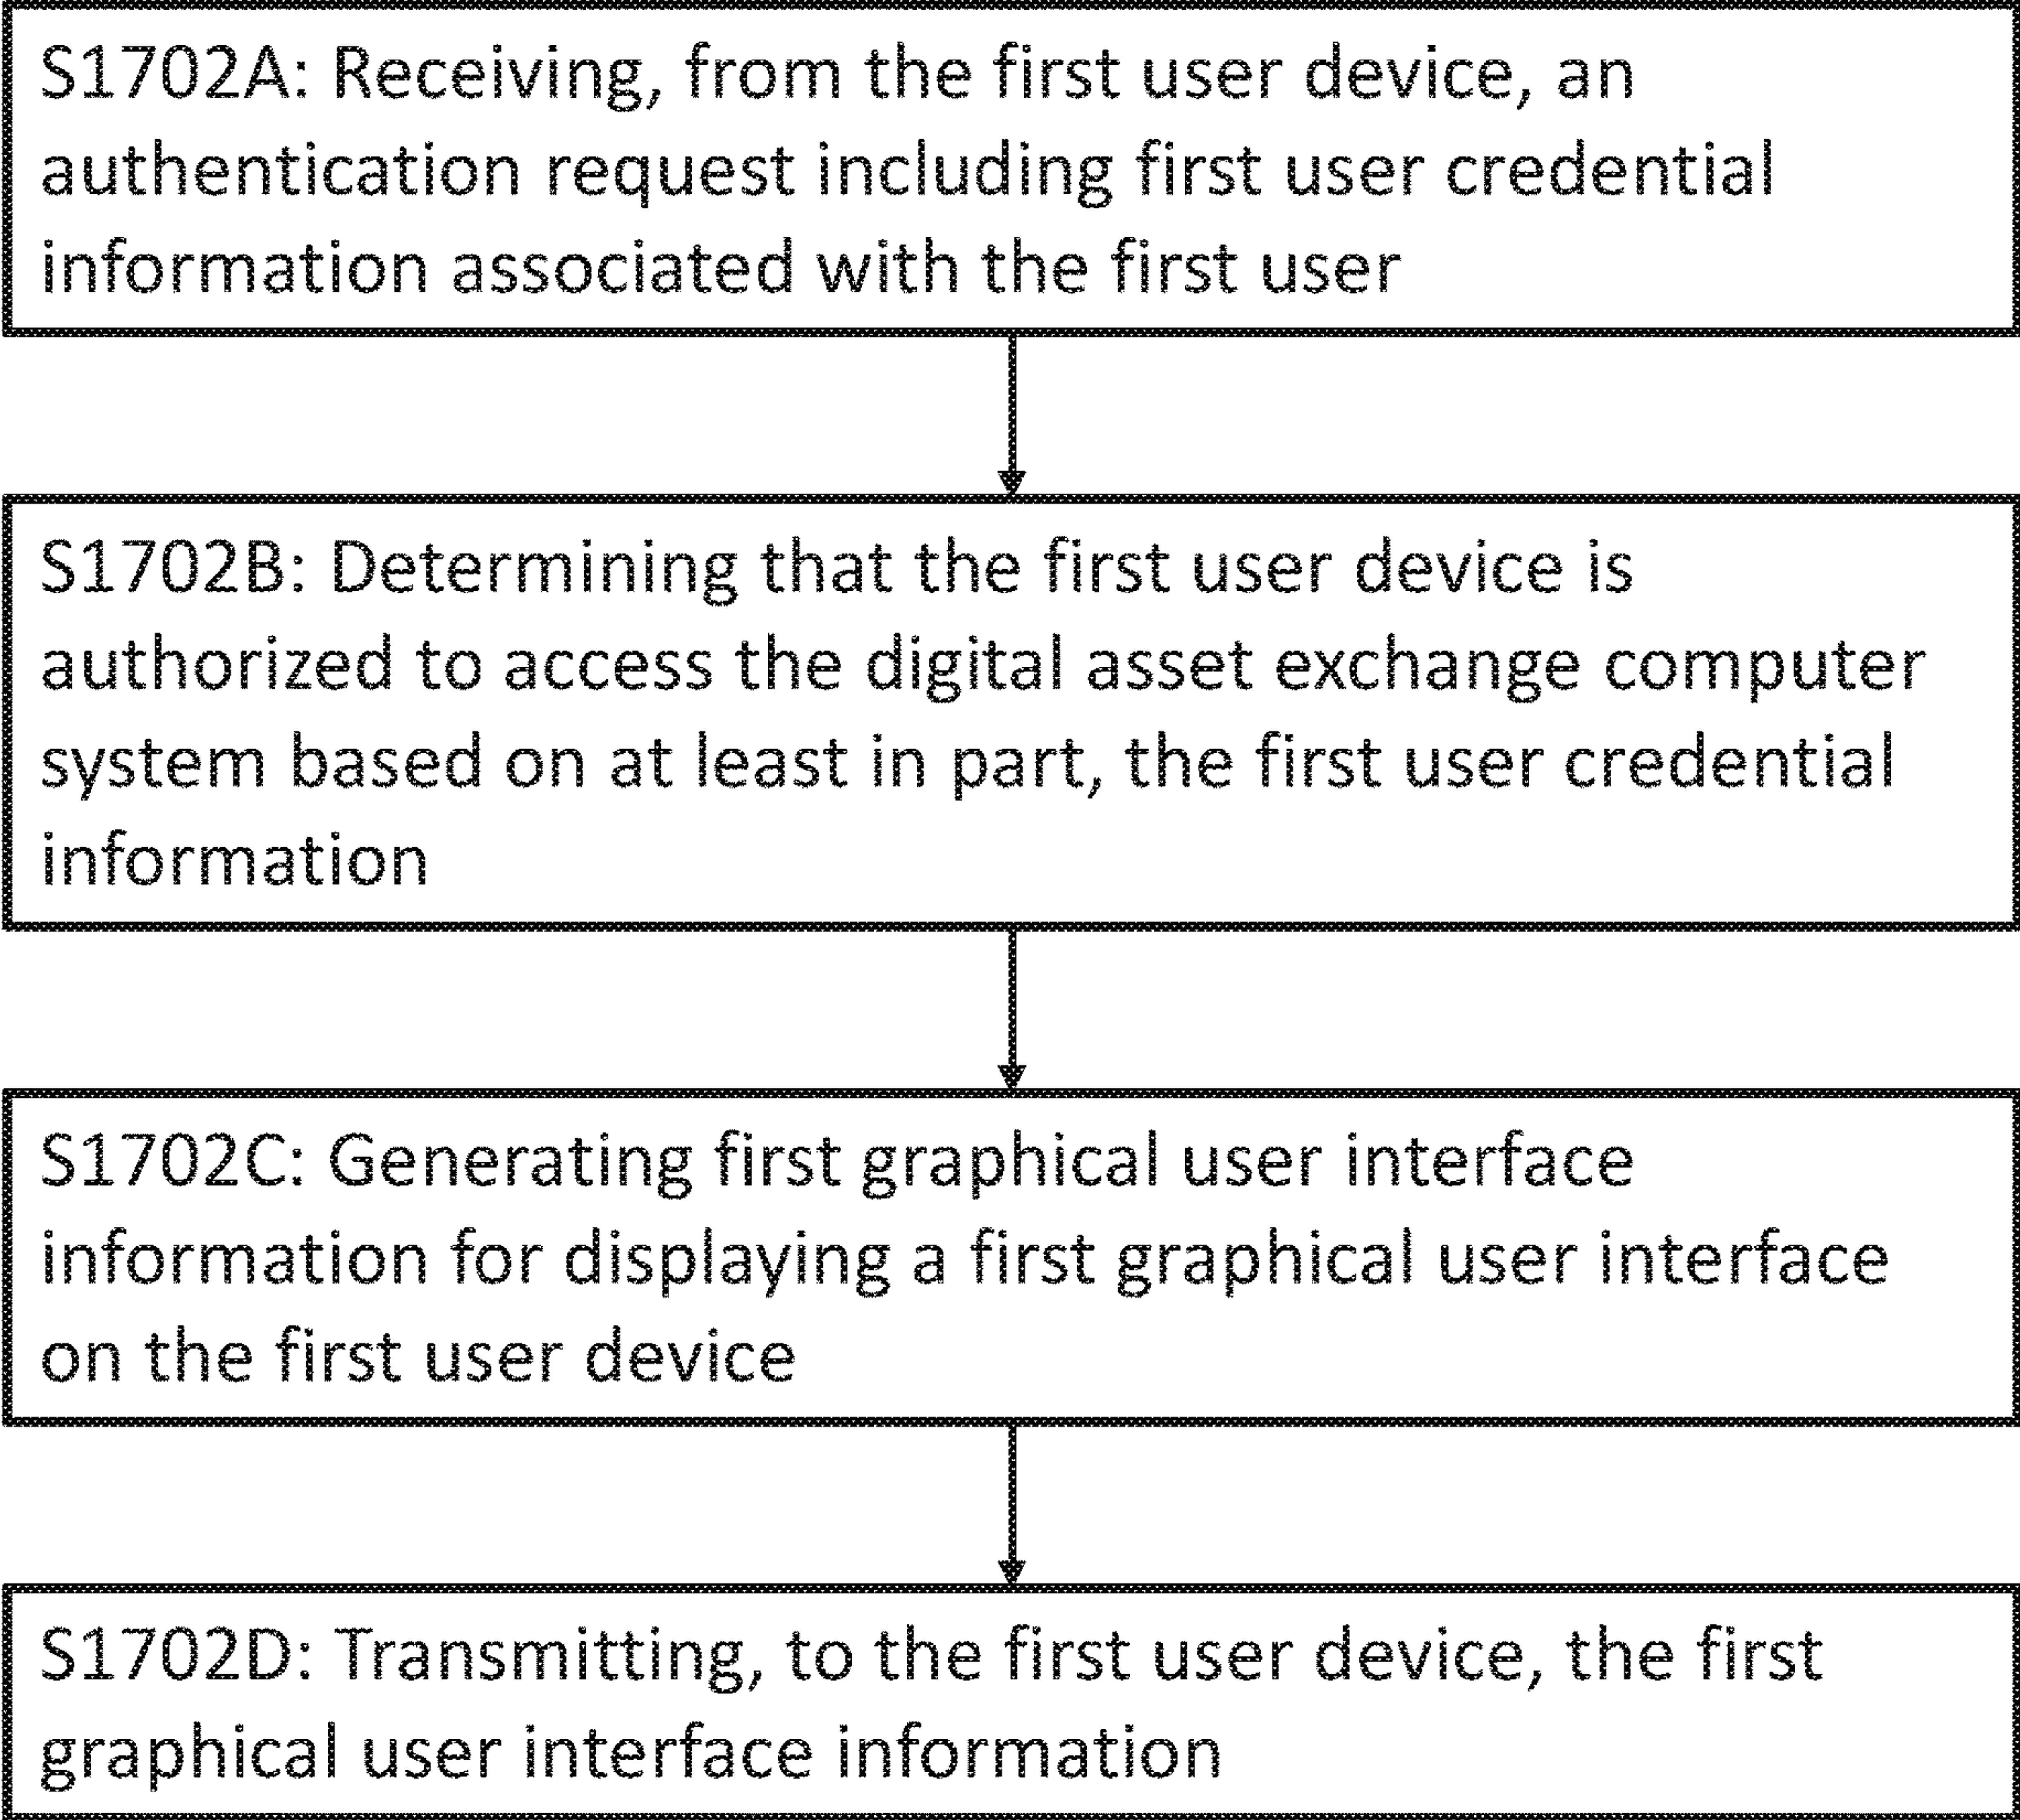 S1702A: Receiving, from the first user device, an
authentication request including first user credential
information associated with the first user
S1702B: Determining that the first user device is
authorized to access the digital asset exchange computer
system based on at least in part, the first user credential
information
S1702C: Generating first graphical user interface
information for displaying a first graphical user interface
on the first user device
S1702D: Transmitting, to the first user device, the first
graphical user interface information